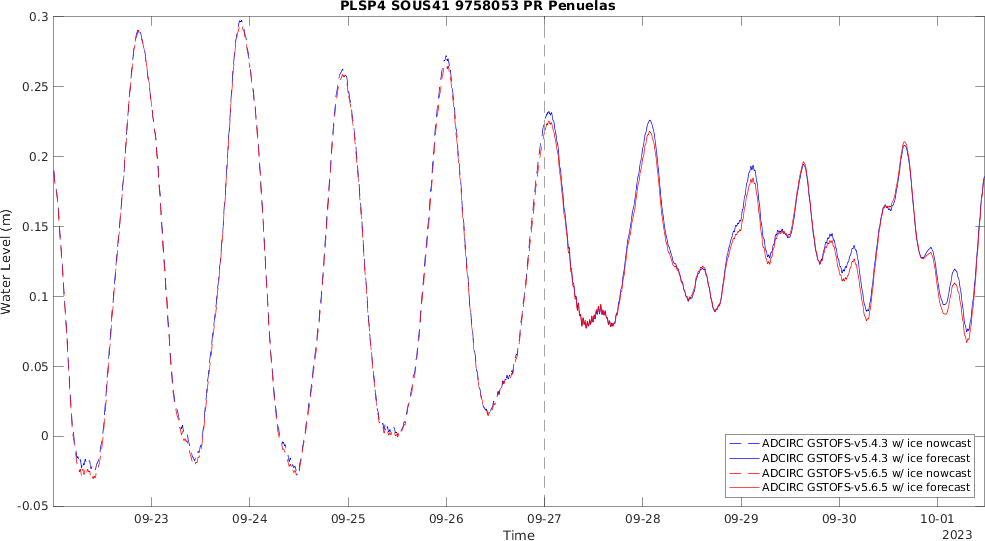 PLSP4 SOUS41 9758053 PR Penuelas
0.3
0.25
0.2
0.15
0.1
0.05
0
-0.05
Water Level (m)
09-23
09-24
09-25
09-26
09-27
09-28
09-29
09-30
10-01
Time
2023
ADCIRC GSTOFS-v5.4.3 w/ ice nowcast
ADCIRC GSTOFS-v5.4.3 w/ ice forecast
ADCIRC GSTOFS-v5.6.5 w/ ice nowcast
ADCIRC GSTOFS-v5.6.5 w/ ice forecast